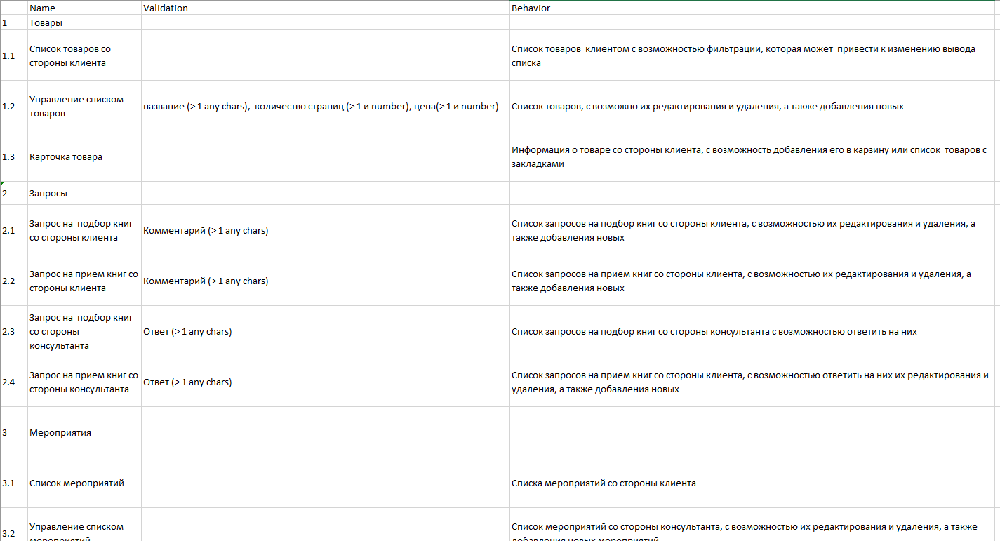 Name Validation Behavior
1 Товары
1.1 Список товаров со стороны клиента Список товаров клиентом с возможностью фильтрации, которая может привести к изменению вывода списка
1.2 Управление списком товаров название (> 1 any chars), количество страниц (> 1 и number), цена(> 1 и number) Список товаров, с возможно их редактирования и удаления, а также добавления новых
1.3 Карточка товара Информация о товаре со стороны клиента, с возможность добавления его в карзину или список товаров с закладками
2 Запросы
2.1 Запрос на подбор книг со стороны клиента Комментарий (> 1 any chars) Список запросов на подбор книг со стороны клиента, с возможностью их редактирования и удаления, а также добавления новых
2.2 Запрос на прием книг со стороны клиента Комментарий (> 1 any chars) Список запросов на прием книг со стороны клиента, с возможностью их редактирования и удаления, а также добавления новых
2.3 Запрос на подбор книг со стороны консультанта Ответ (> 1 any chars) Список запросов на подбор книг со стороны консультанта с возможностью ответить на них
2.4 Запрос на прием книг со стороны консультанта Ответ (> 1 any chars) Список запросов на прием книг со стороны клиента, с возможностью ответить на них их редактирования и удаления, а также добавления новых
3 Мероприятия
3.1 Список мероприятий Списка мероприятий со стороны клиента
3.2 Управление списком мероприятий Список мероприятий со стороны консультанта, с возможностью их редактирования и удаления, а также добавления новых мероприятий